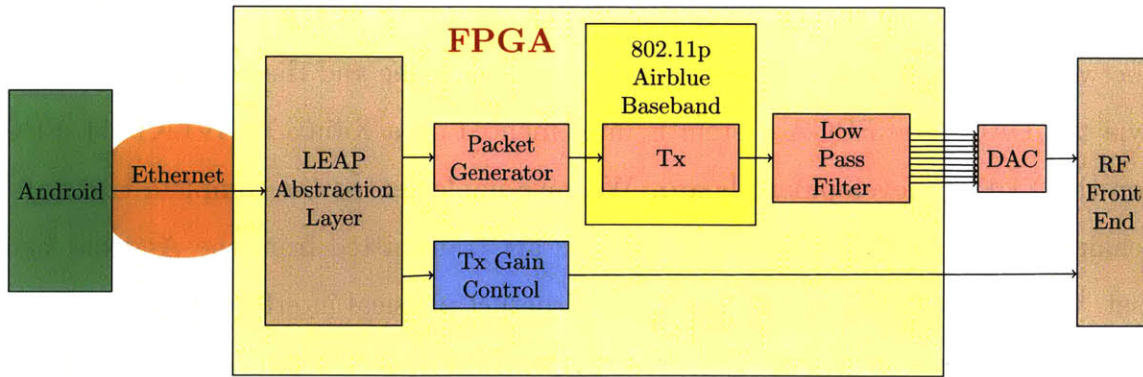 FPGA
802.11p
Airblue
Baseband
Android
Ethernet
LEAP
Abstraction
Layer
Packet
Generator
Tx
Low
Pass
Filter
DAC
RF
Front
End
Tx Gain
Control